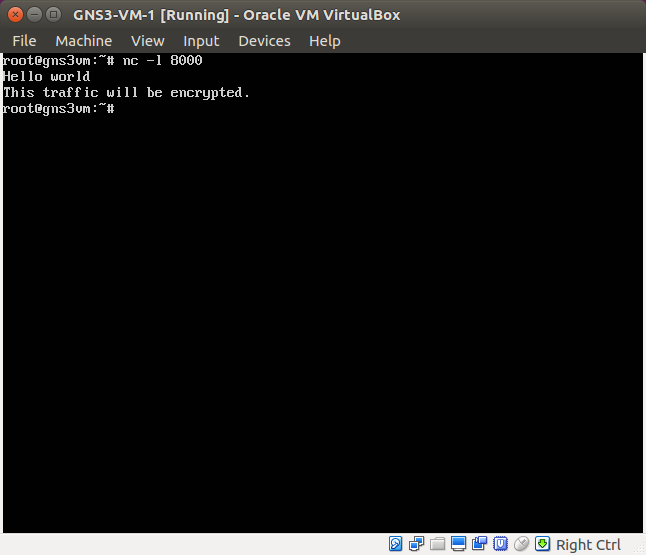 GNS3-VM-1 [Running] - Oracle VM VirtualBox
File Machine View Input Devices Help
root@gns3vm:~# nc -l 8000
Hello world
This traffic will be encrypted.
root@gns3vm:~#
Right Ctrl